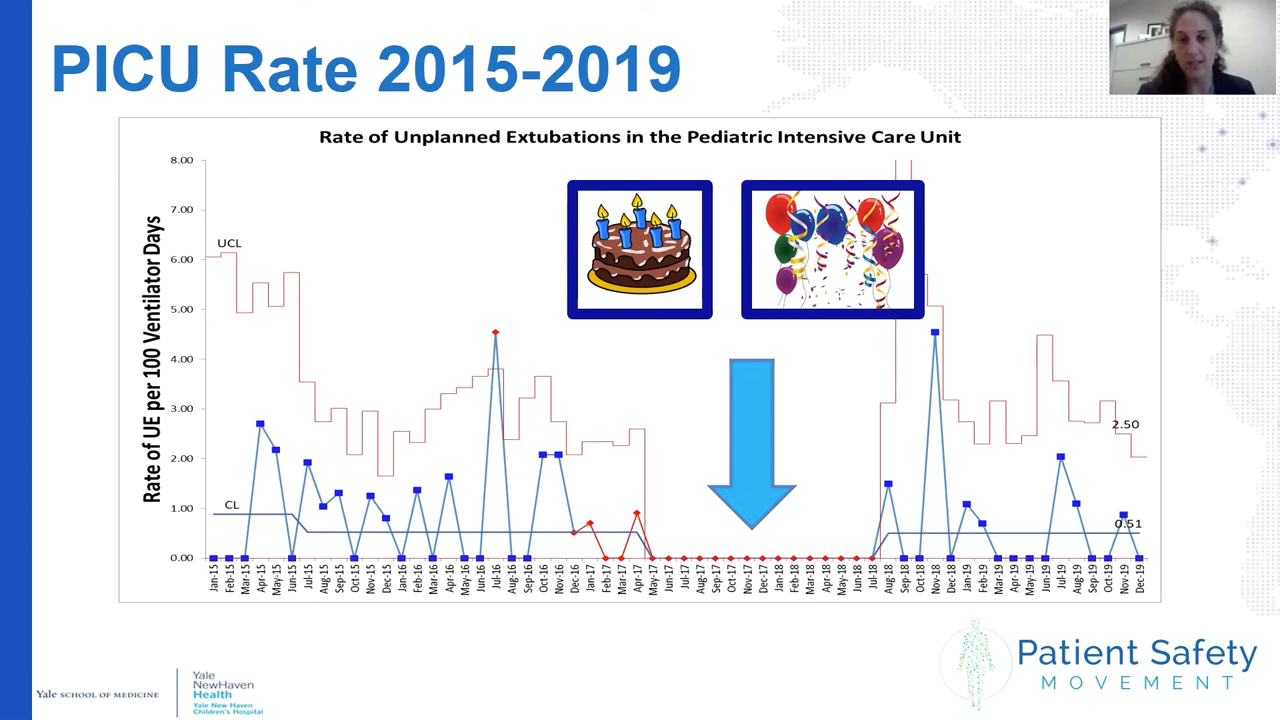 PICU Rate 2015-2019
Rate of Unplanned Extubations in the Pediatric Intensive Care Unit
Rate of UE per 100 Ventilator Days
8.00
7.00
6.00
5.00
4.00
3.00
2.00
1.00
0.00
UCL
CL
2.50
0.51
Jan-15
Feb-15
Mar-15
Apr-15
May-15
Jun-15
Jul-15
Aug-15
Sep-15
Oct-15
Nov-15
Dec-15
Jan-16
Feb-16
Mar-16
Apr-16
May-16
Jun-16
Jul-16
Aug-16
Sep-16
Oct-16
Nov-16
Dec-16
Jan-17
Feb-17
Mar-17
Apr-17
May-17
Jun-17
Jul-17
Aug-17
Sep-17
Oct-17
Nov-17
Dec-17
Jan-18
Feb-18
Mar-18
Apr-18
May-18
Jun-18
Jul-18
Aug-18
Sep-18
Oct-18
Nov-18
Dec-18
Jan-19
Feb-19
Mar-19
Apr-19
May-19
Jun-19
Jul-19
Aug-19
Sep-19
Oct-19
Nov-19
Dec-19
Yale SCHOOL OF MEDICINE
Yale
NewHaven
Health
Yale New Haven
Children's Hospital
Patient Safety
MOVEMENT